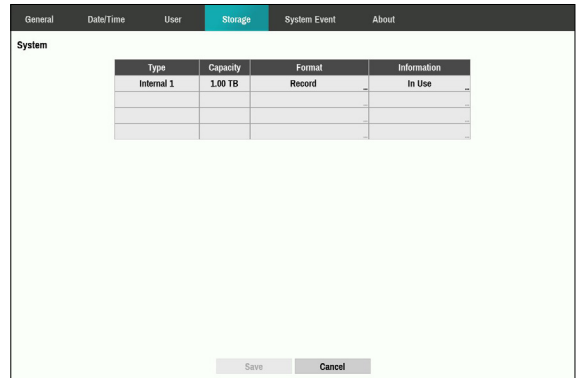 General Date/Time User Storage System Event About
System
Type Capacity Format Information
Internal 1 1.00 TB Record ... In Use ...
... ...
... ...
... ...
Save Cancel